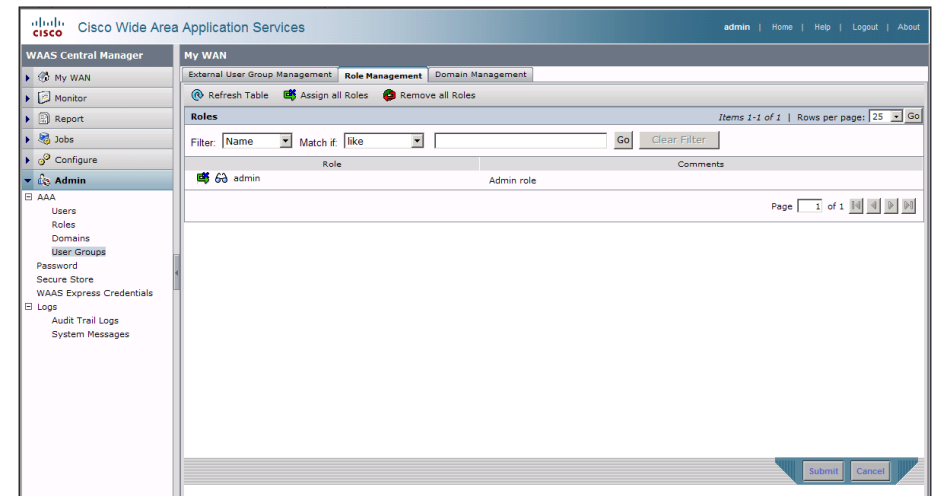 cisco Cisco Wide Area Application Services admin | Home | Help | Logout | About
WAAS Central Manager
My WAN
Monitor
Report
Jobs
Configure
Admin
AAA
Users
Roles
Domains
User Groups
Password
Secure Store
WAAS Express Credentials
Logs
Audit Trail Logs
System Messages
My WAN
External User Group Management Role Management Domain Management
Refresh Table Assign all Roles Remove all Roles
Roles Items 1-1 of 1 | Rows per page: 25 Go
Filter: Name Match if: like Go Clear Filter
Role Comments
admin Admin role
Page 1 of 1
Submit Cancel